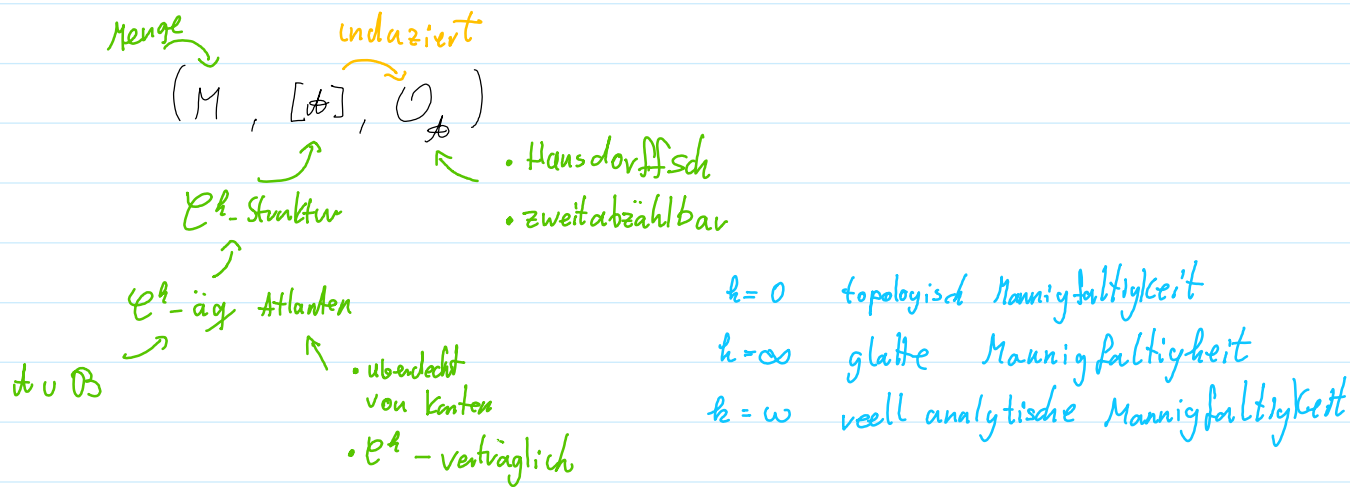 Menge induziert
(M, [𝒜], 𝒪_𝒜)
• Hausdorffsch
𝒞^k - Struktur • zweitabzählbar
k = 0 topologisch Mannigfaltigkeit
𝒞^k - äq Atlanten
k = ∞ glatte Mannigfaltigkeit
• überdeckt
𝒜 ∪ ℬ
von Karten
k = ω reell analytische Mannigfaltigkeit
• 𝒞^k - verträglich